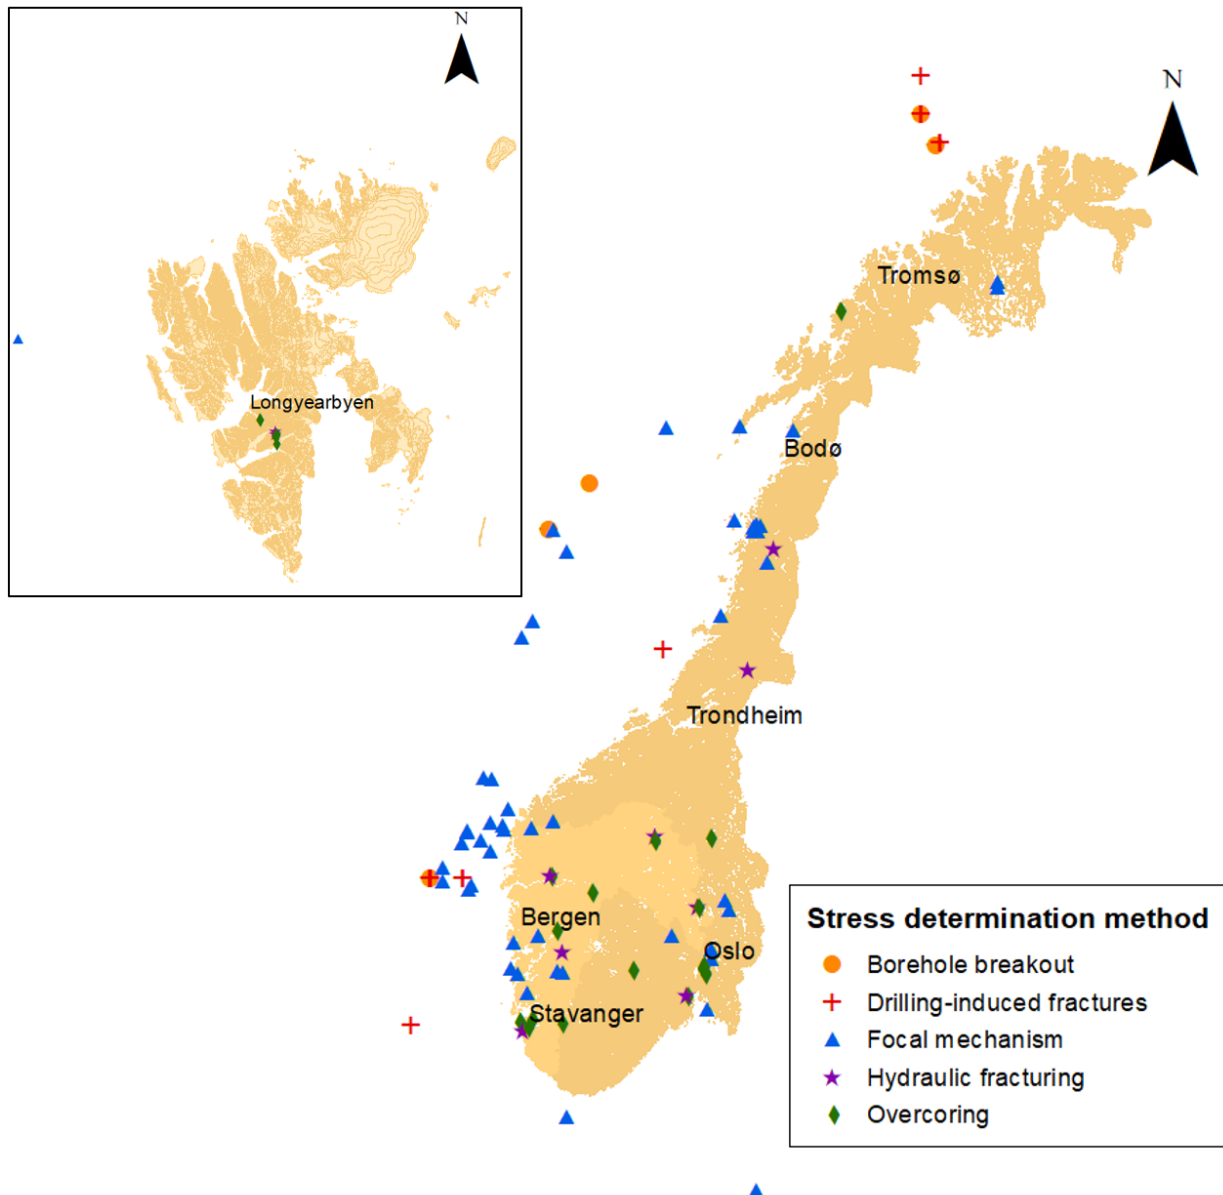 N
Longyearbyen
N
Tromsø
Bodø
Trondheim
Bergen
Oslo
Stavanger
Stress determination method
Borehole breakout
Drilling-induced fractures
Focal mechanism
Hydraulic fracturing
Overcoring